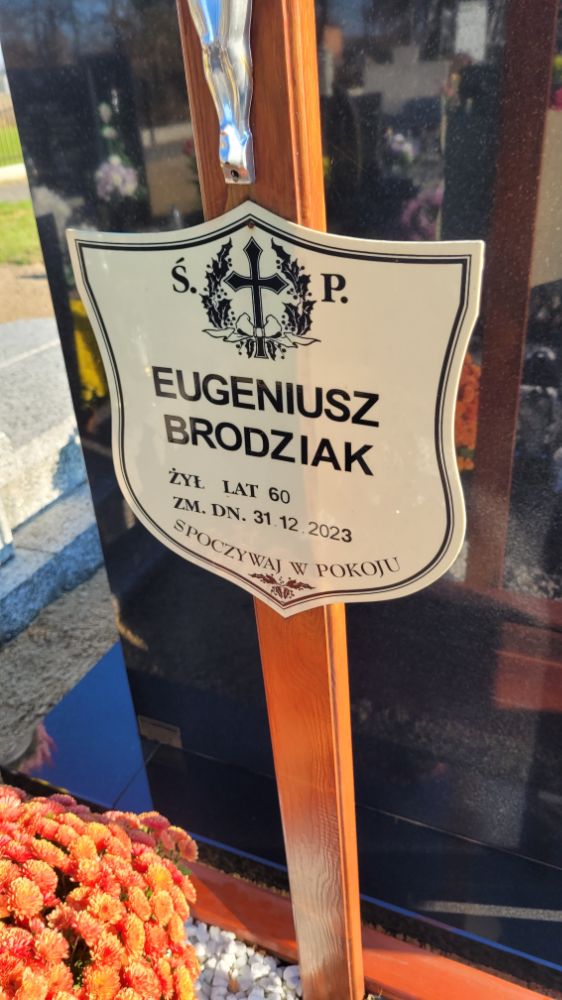 Ś. P.
EUGENIUSZ
BRODZIAK
ŻYŁ LAT 60
ZM. DN. 31.12.2023
SPOCZYWAJ W POKOJU